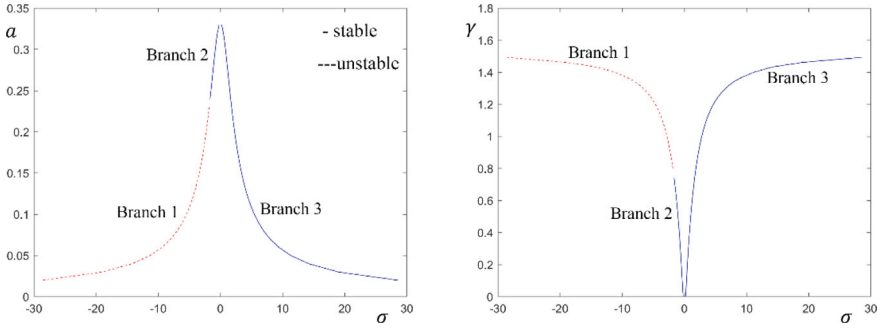 a
0.35
0.3
0.25
0.2
0.15
0.1
0.05
0
-30
-20
-10
0
10
20
30
σ
Branch 2
- stable
---unstable
Branch 1
Branch 3
γ
1.8
1.6
1.4
1.2
1
0.8
0.6
0.4
0.2
0
-30
-20
-10
0
10
20
30
σ
Branch 1
Branch 3
Branch 2